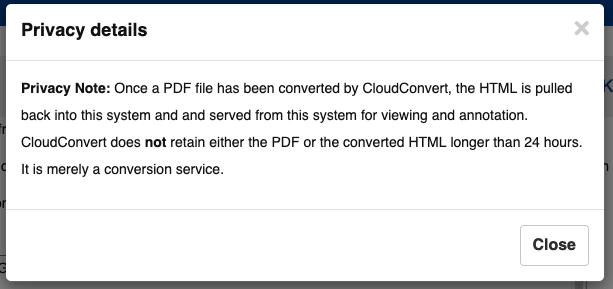 Privacy details
×
Privacy Note: Once a PDF file has been converted by CloudConvert, the HTML is pulled
back into this system and and served from this system for viewing and annotation.
CloudConvert does not retain either the PDF or the converted HTML longer than 24 hours.
It is merely a conversion service.
Close